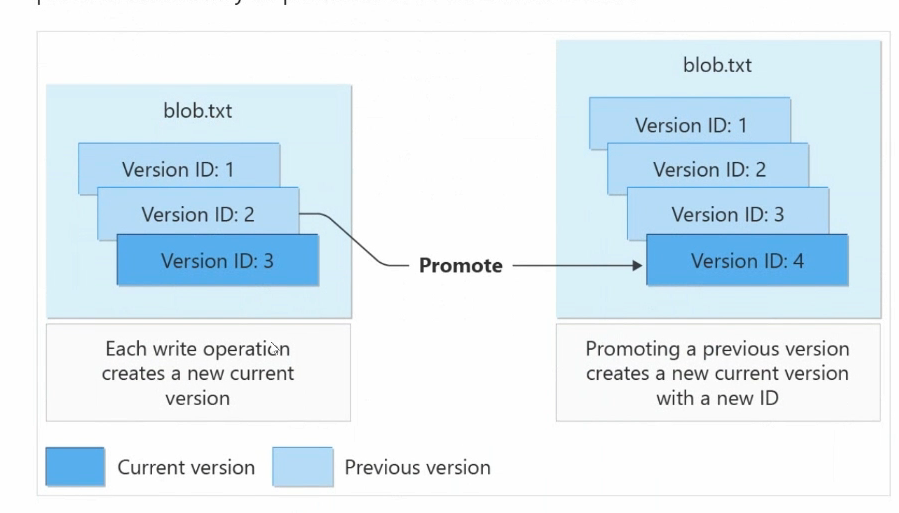 blob.txt
Version ID: 1
Version ID: 2
Version ID: 3
Each write operation
creates a new current
version
Promote
blob.txt
Version ID: 1
Version ID: 2
Version ID: 3
Version ID: 4
Promoting a previous version
creates a new current version
with a new ID
Current version
Previous version